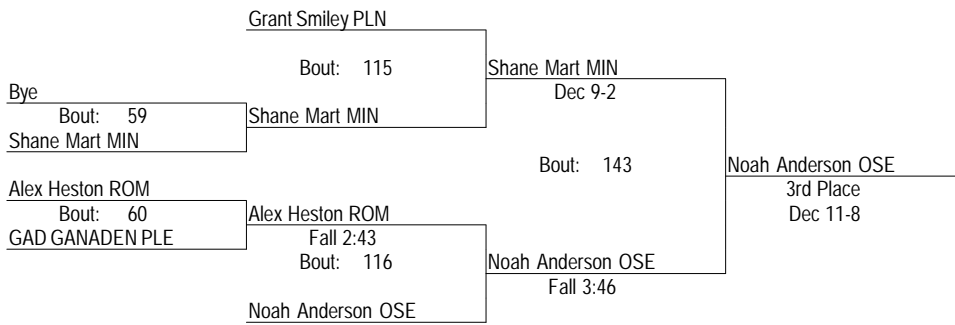 Grant Smiley PLN
Bout: 115
Shane Mart MIN
Dec 9-2
Bye
Bout: 59
Shane Mart MIN
Shane Mart MIN
Bout: 143
Noah Anderson OSE
3rd Place
Dec 11-8
Alex Heston ROM
Bout: 60
GAD GANADEN PLE
Alex Heston ROM
Fall 2:43
Bout: 116
Noah Anderson OSE
Fall 3:46
Noah Anderson OSE